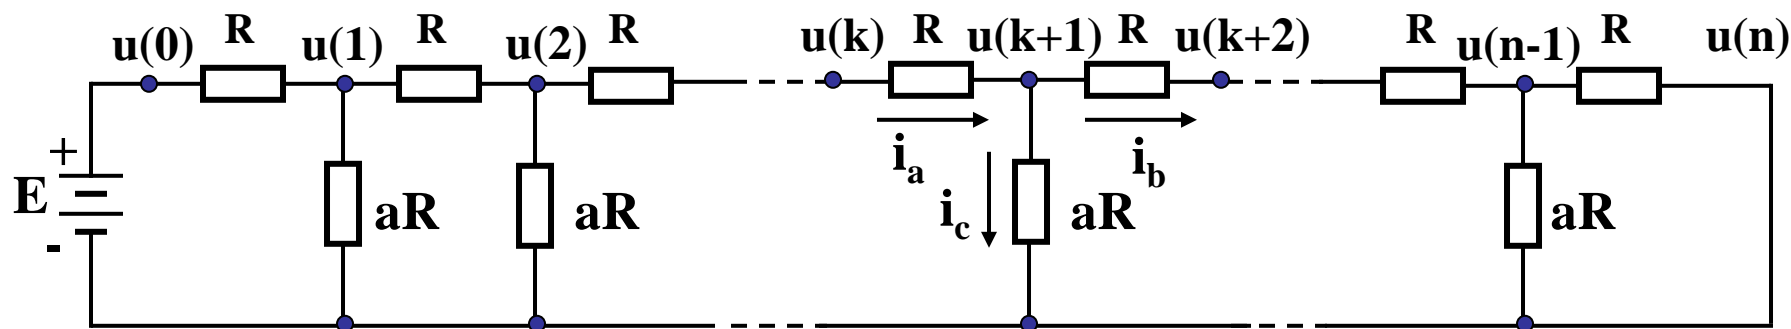 u(0) R u(1) R u(2) R u(k) R u(k+1) R u(k+2) R u(n-1) R u(n)
+
E aR aR aR aR
-
i_a i_b
i_c